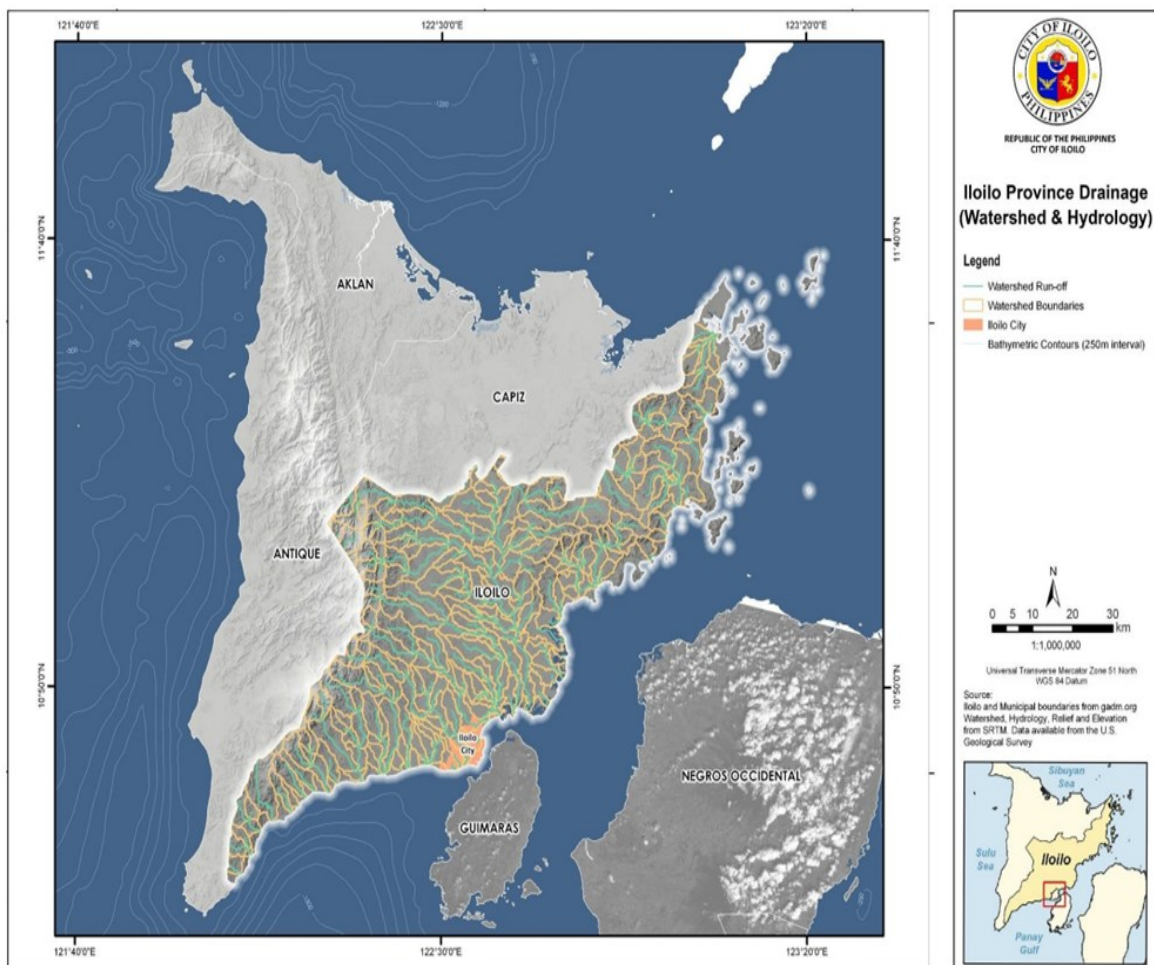 121°40'0"E
122°30'0"E
123°20'0"E
11°40'0"N
11°40'0"N
AKLAN
CAPIZ
ANTIQUE
ILOILO
10°50'0"N
10°50'0"N
Iloilo
City
NEGROS OCCIDENTAL
GUIMARAS
121°40'0"E
122°30'0"E
123°20'0"E
CITY OF ILOILO
PHILIPPINES
REPUBLIC OF THE PHILIPPINES
CITY OF ILOILO
Iloilo Province Drainage
(Watershed & Hydrology)
Legend
Watershed Run-off
Watershed Boundaries
Iloilo City
Bathymetric Contours (250m interval)
N
0 5 10 20 30
km
1:1,000,000
Universal Transverse Mercator Zone 51 North
WGS 84 Datum
Source:
Iloilo and Municipal boundaries from gadm.org
Watershed, Hydrology, Relief and Elevation
from SRTM. Data available from the U.S.
Geological Survey
Sibuyan
Sea
Sulu
Sea
Iloilo
Panay
Gulf